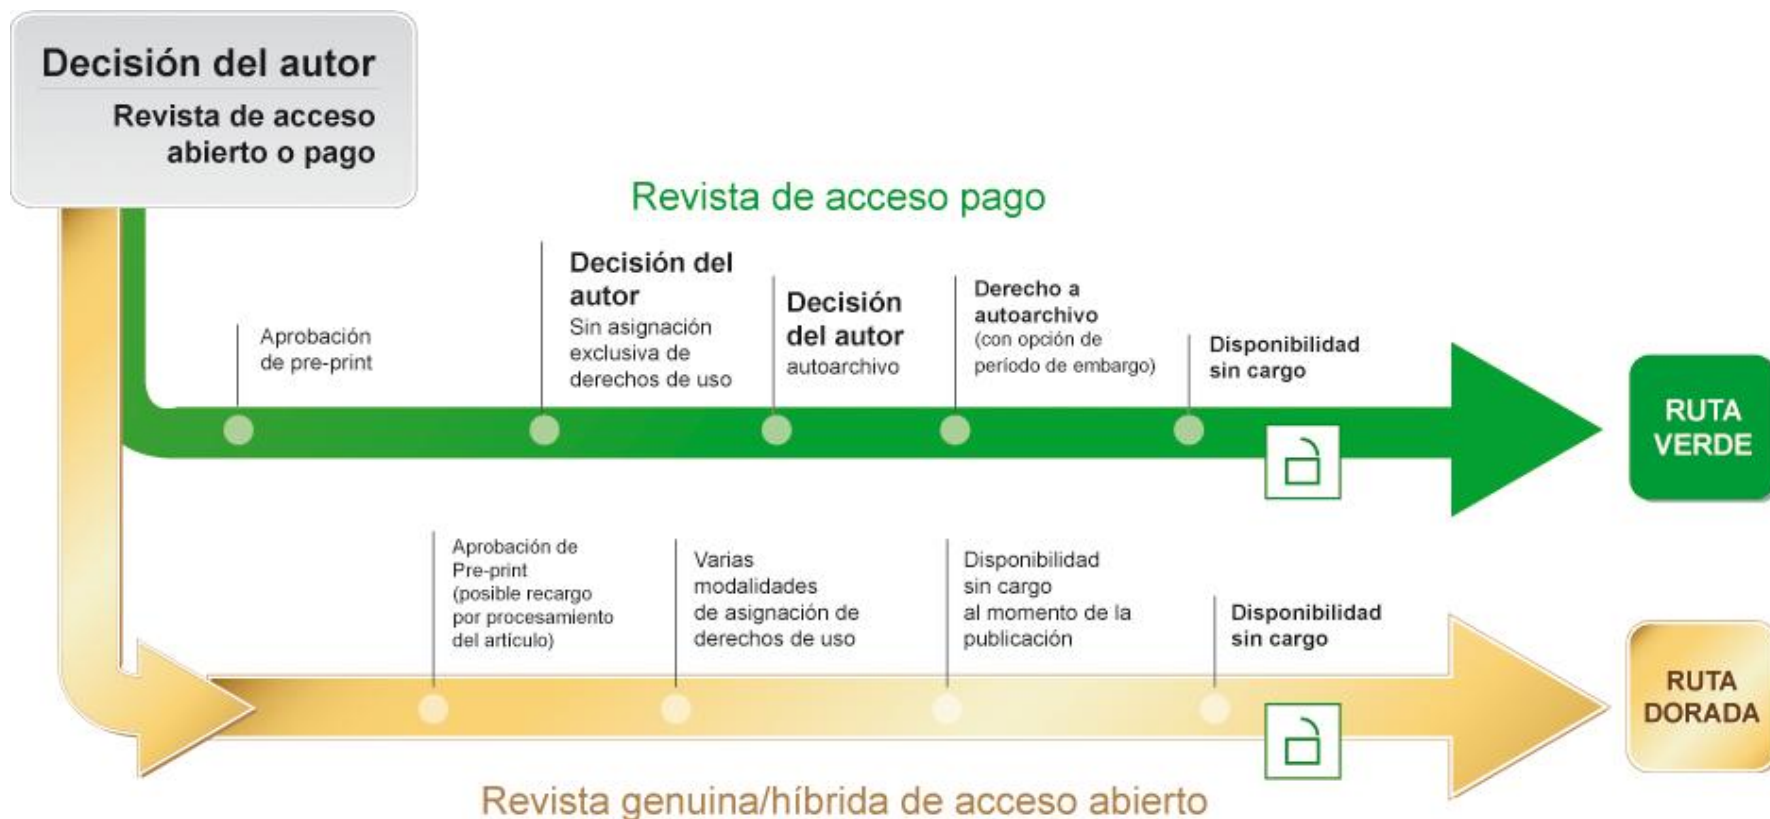 Decisión del autor
Revista de acceso
abierto o pago
Revista de acceso pago
Aprobación
de pre-print
Decisión del
autor
Sin asignación
exclusiva de
derechos de uso
Decisión
del autor
autoarchivo
Derecho a
autoarchivo
(con opción de
período de embargo)
Disponibilidad
sin cargo
RUTA
VERDE
Aprobación de
Pre-print
(posible recargo
por procesamiento
del artículo)
Varias
modalidades
de asignación de
derechos de uso
Disponibilidad
sin cargo
al momento de la
publicación
Disponibilidad
sin cargo
RUTA
DORADA
Revista genuina/híbrida de acceso abierto